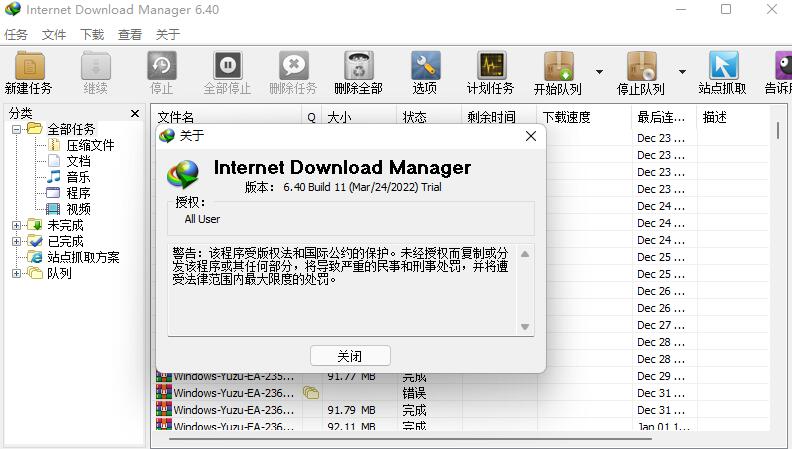 Internet Download Manager 6.40
任务 文件 下载 查看 关于
新建任务 继续 停止 全部停止 删除任务 删除全部 选项 计划任务 开始队列 停止队列 站点抓取 告诉
分类
全部任务
压缩文件
文档
音乐
程序
视频
未完成
已完成
站点抓取方案
队列
文件名 Q 大小 状态 剩余时间 下载速度 最后连... 描述
Dec 23 ...
Dec 23 ...
Dec 23 ...
Dec 23 ...
Dec 24 ...
Dec 25 ...
Dec 25 ...
Dec 25 ...
Dec 25 ...
Dec 26 ...
Dec 26 ...
Dec 27 ...
Dec 28 ...
Dec 28 ...
关于
Internet Download Manager
版本： 6.40 Build 11 (Mar/24/2022) Trial
授权:
All User
警告：该程序受版权法和国际公约的保护。未经授权而复制或分
发该程序或其任何部分，将导致严重的民事和刑事处罚，并将遭
受法律范围内最大限度的处罚。
关闭
Windows-Yuzu-EA-235... 91.77 MB 完成 Dec 29 ...
Windows-Yuzu-EA-236... 错误 Dec 31 ...
Windows-Yuzu-EA-236... 91.79 MB 完成 Dec 31 ...
Windows-Yuzu-EA-236... 92.11 MB 完成 Jan 01 1...